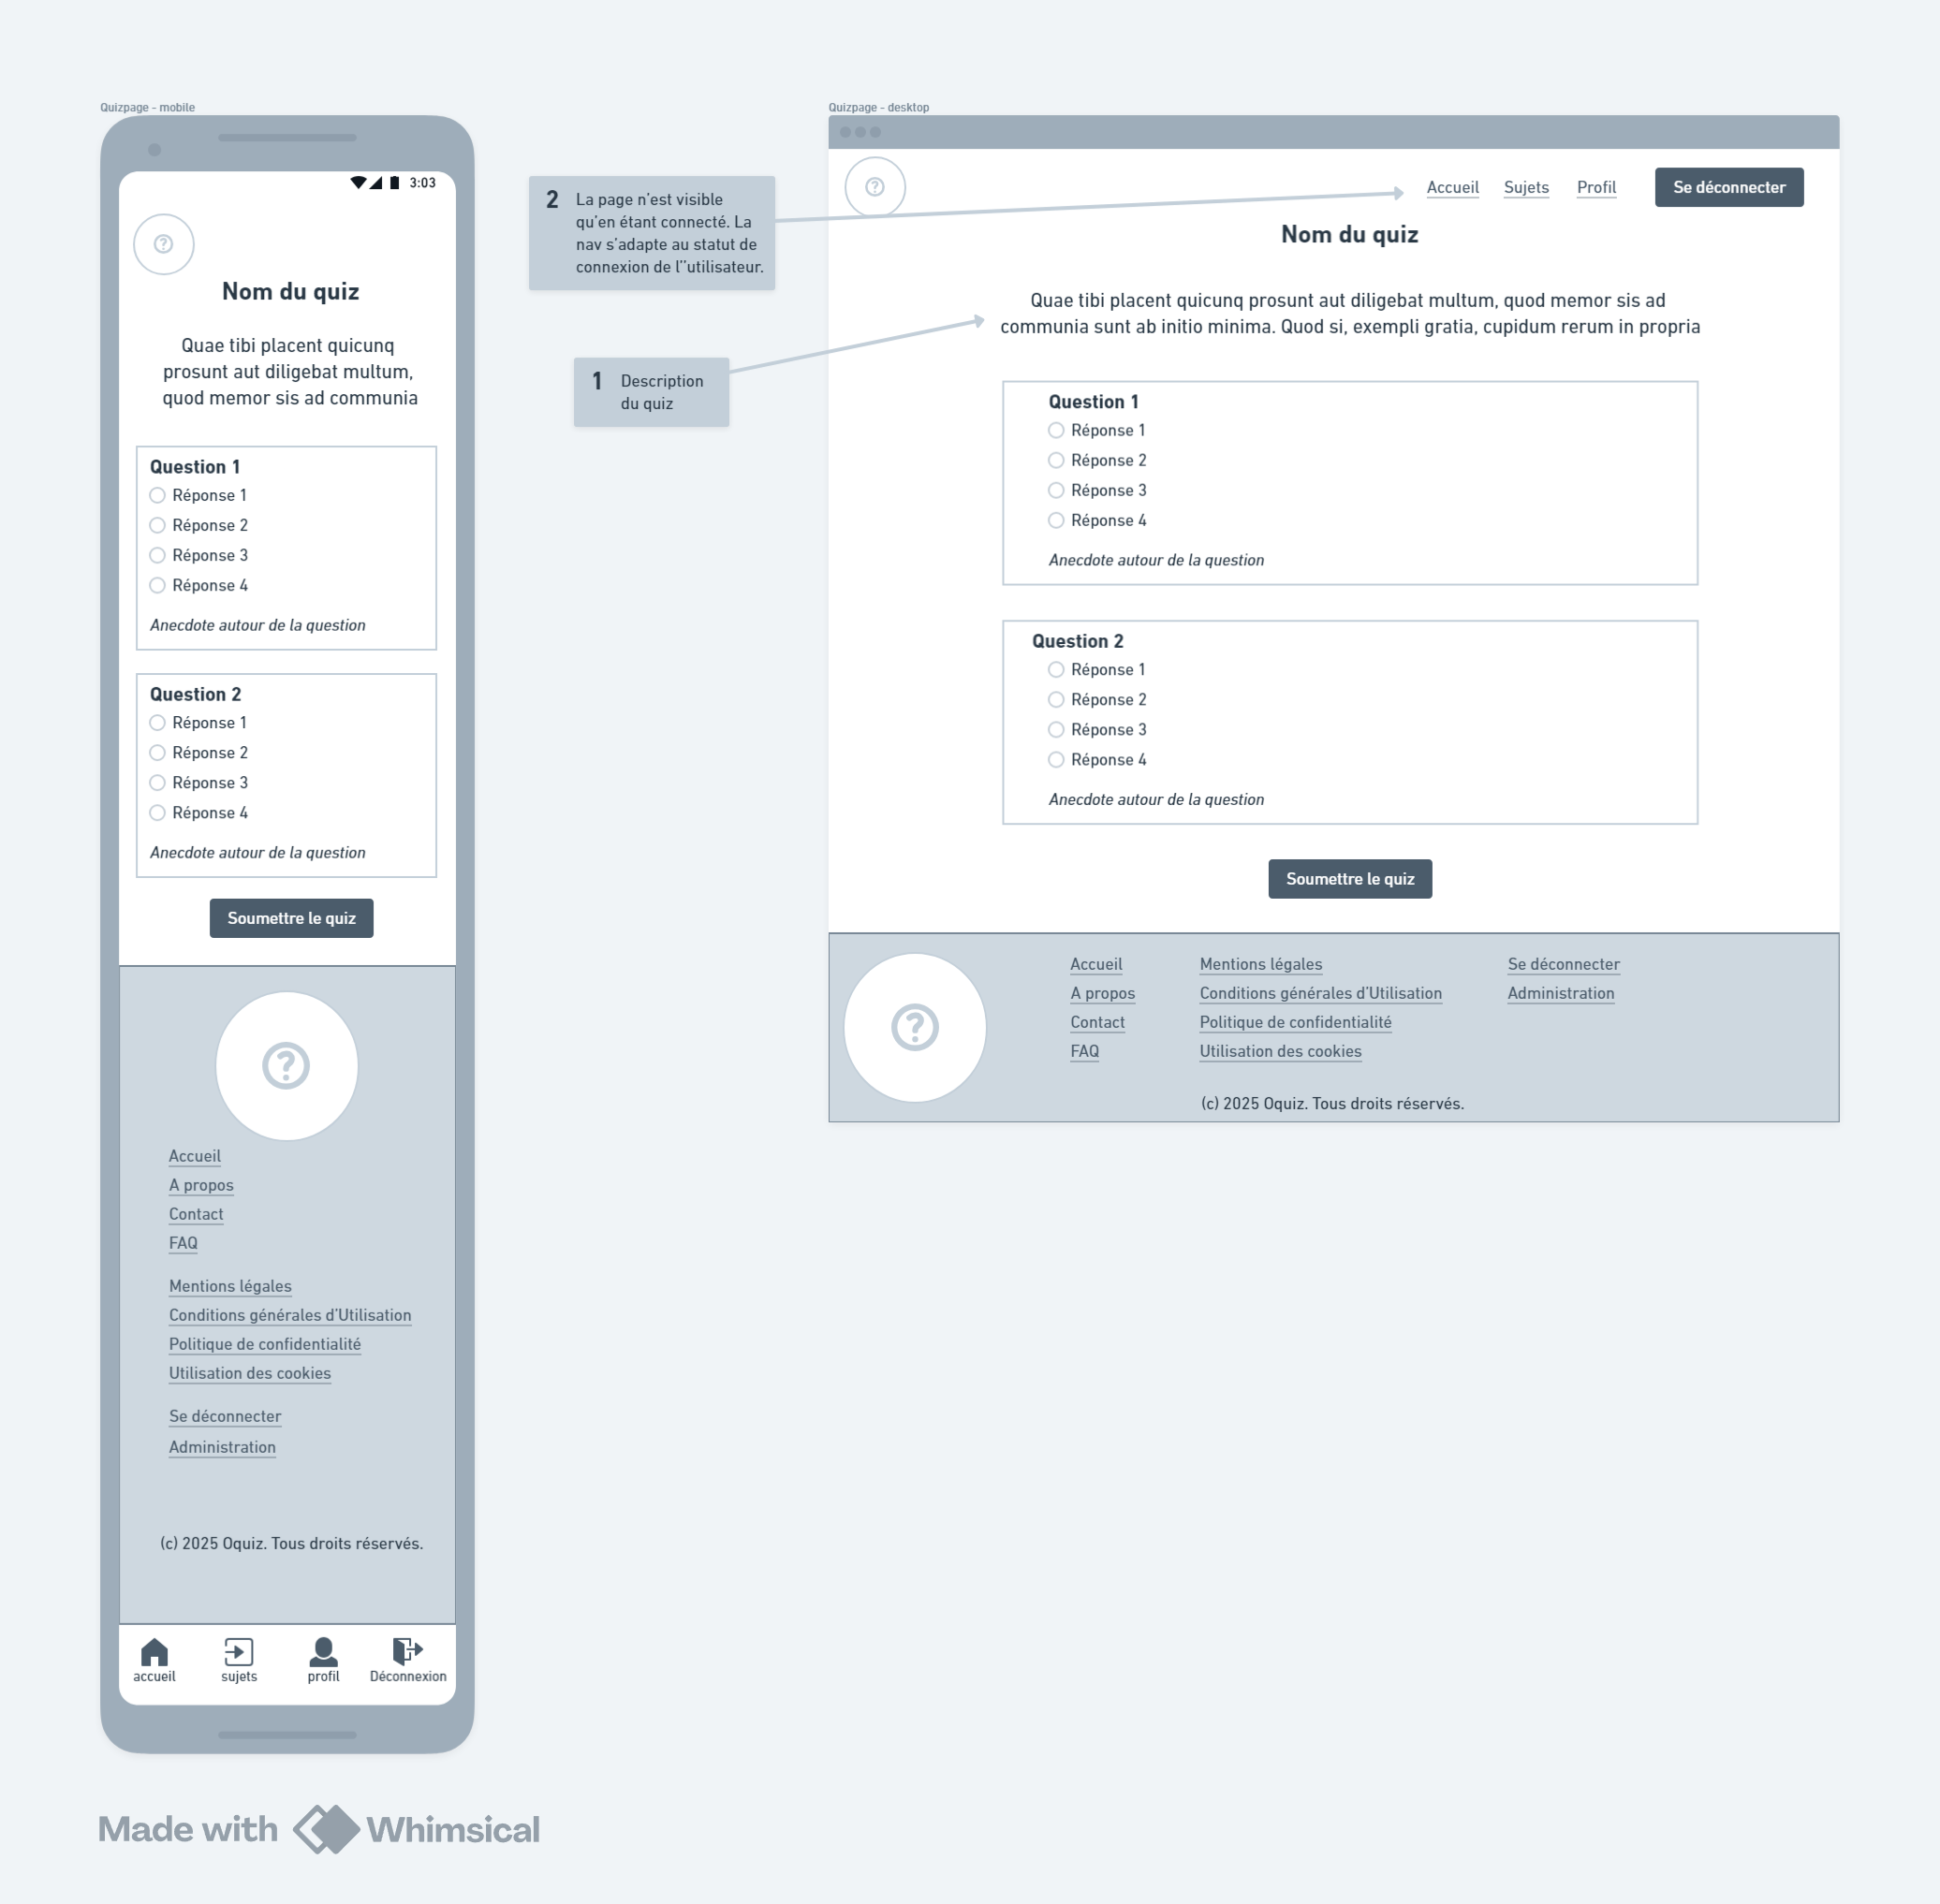 Quizpage - mobile
3:03
Nom du quiz
Quae tibi placent quicunq
prosunt aut diligebat multum,
quod memor sis ad communia
Question 1
Réponse 1
Réponse 2
Réponse 3
Réponse 4
Anecdote autour de la question
Question 2
Réponse 1
Réponse 2
Réponse 3
Réponse 4
Anecdote autour de la question
Soumettre le quiz
?
Accueil
A propos
Contact
FAQ
Mentions légales
Conditions générales d'Utilisation
Politique de confidentialité
Utilisation des cookies
Se déconnecter
Administration
(c) 2025 Oquiz. Tous droits réservés.
accueil sujets profil Déconnexion
2 La page n'est visible
qu'en étant connecté. La
nav s'adapte au statut de
connexion de l''utilisateur.
1 Description
du quiz
Quizpage - desktop
? Accueil Sujets Profil Se déconnecter
Nom du quiz
Quae tibi placent quicunq prosunt aut diligebat multum, quod memor sis ad
communia sunt ab initio minima. Quod si, exempli gratia, cupidum rerum in propria
Question 1
Réponse 1
Réponse 2
Réponse 3
Réponse 4
Anecdote autour de la question
Question 2
Réponse 1
Réponse 2
Réponse 3
Réponse 4
Anecdote autour de la question
Soumettre le quiz
?
Accueil
A propos
Contact
FAQ
Mentions légales
Conditions générales d'Utilisation
Politique de confidentialité
Utilisation des cookies
Se déconnecter
Administration
(c) 2025 Oquiz. Tous droits réservés.
Made with Whimsical